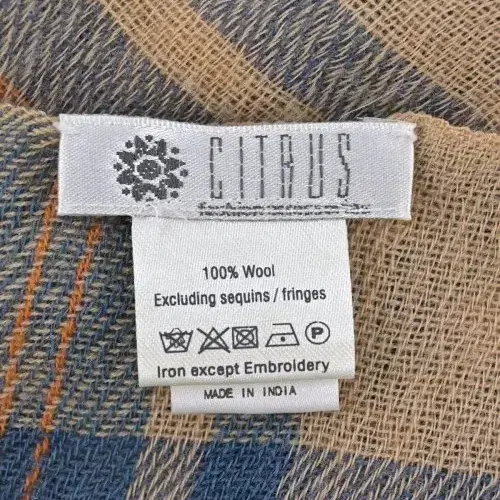 CITRUS
100% Wool
Excluding sequins / fringes
P
Iron except Embroidery
MADE IN INDIA